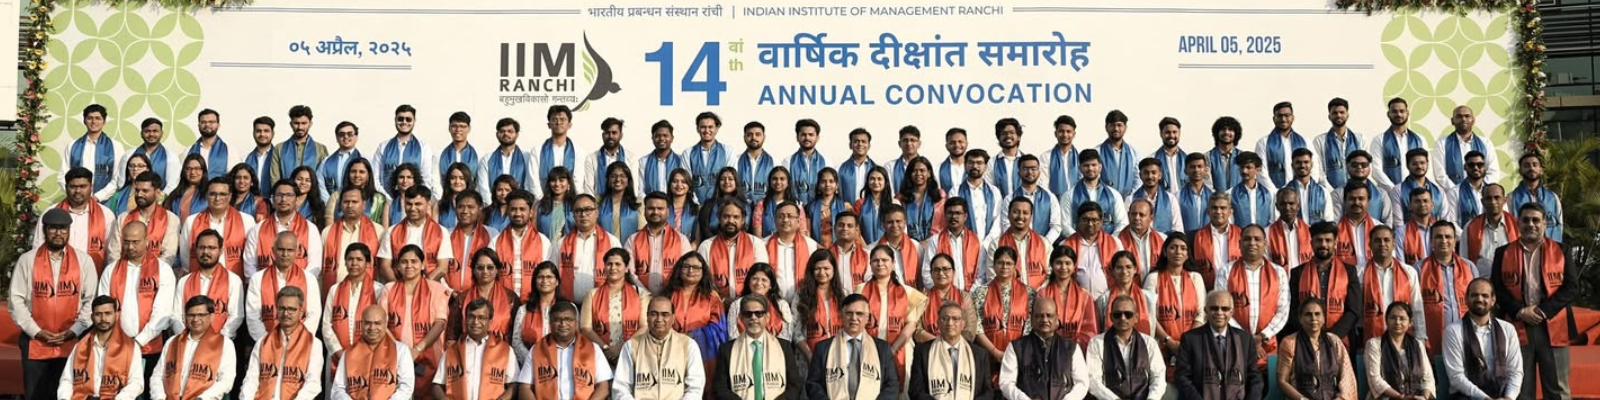 भारतीय प्रबन्धन संस्थान रांची | INDIAN INSTITUTE OF MANAGEMENT RANCHI
०५ अप्रैल, २०२५
IIM
RANCHI
बहुमुखविकासो गन्तव्यः
14 वां
th
वार्षिक दीक्षांत समारोह
ANNUAL CONVOCATION
APRIL 05, 2025